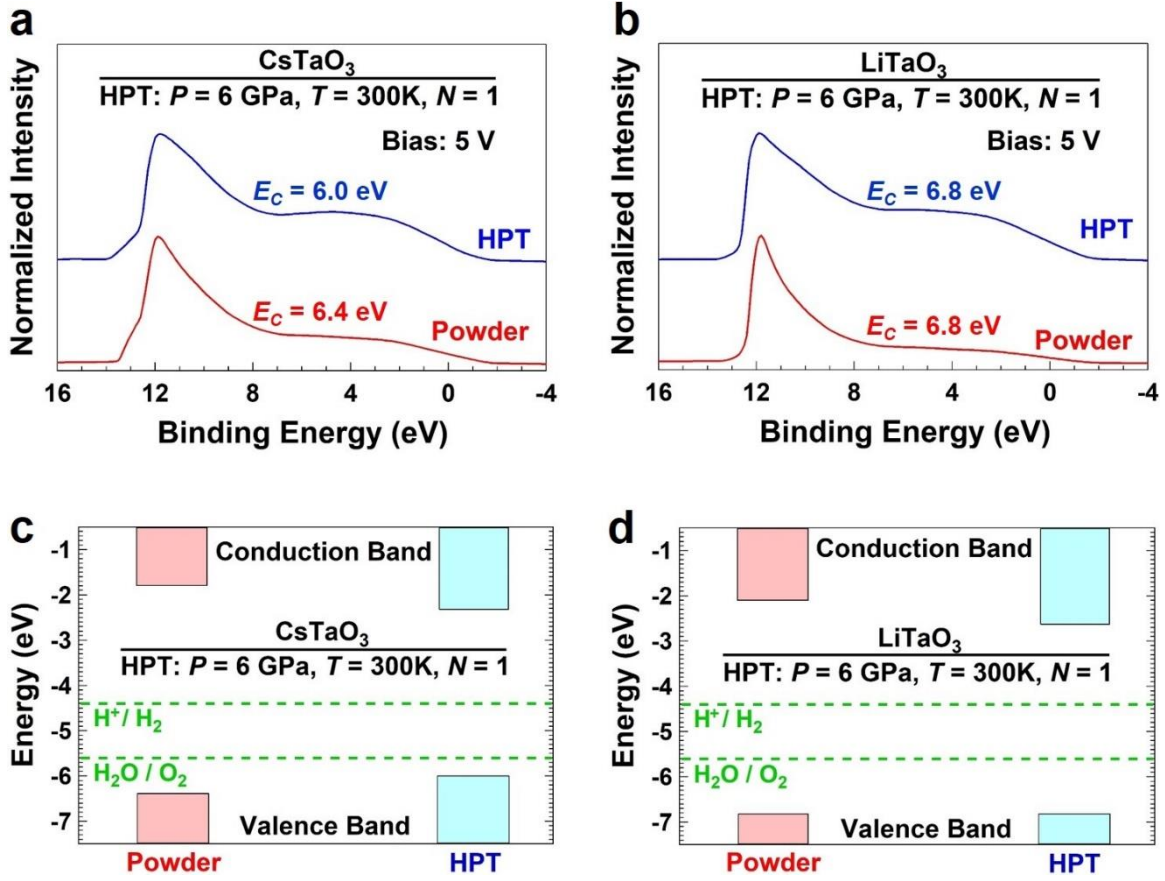 a
CsTaO₃
HPT: P = 6 GPa, T = 300K, N = 1
Bias: 5 V
E_C = 6.0 eV
HPT
E_C = 6.4 eV
Powder
Normalized Intensity
16 12 8 4 0 -4
Binding Energy (eV)
b
LiTaO₃
HPT: P = 6 GPa, T = 300K, N = 1
Bias: 5 V
E_C = 6.8 eV
HPT
E_C = 6.8 eV
Powder
Normalized Intensity
16 12 8 4 0 -4
Binding Energy (eV)
c
Energy (eV)
-1
-2
-3
-4
-5
-6
-7
Conduction Band
CsTaO₃
HPT: P = 6 GPa, T = 300K, N = 1
H⁺/ H₂
H₂O / O₂
Valence Band
Powder HPT
d
Energy (eV)
-1
-2
-3
-4
-5
-6
-7
Conduction Band
LiTaO₃
HPT: P = 6 GPa, T = 300K, N = 1
H⁺/ H₂
H₂O / O₂
Valence Band
Powder HPT